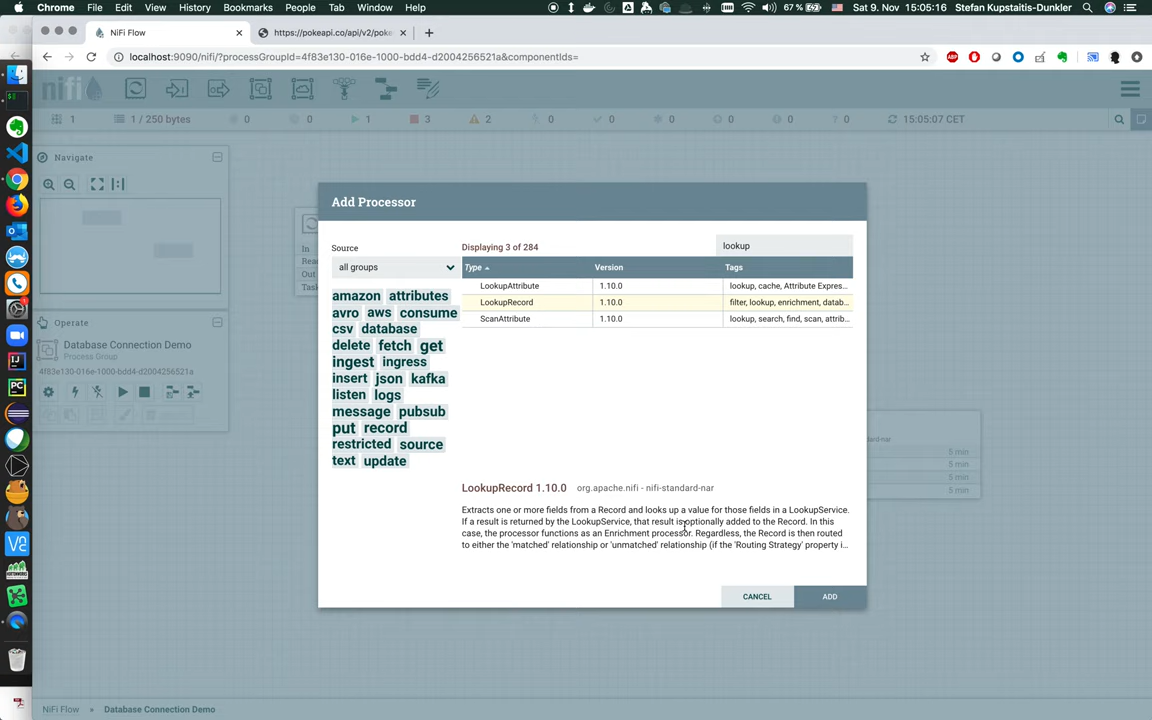 Chrome File Edit View History Bookmarks People Tab Window Help
67 % Sat 9. Nov 15:05:16 Stefan Kupstaitis-Dunkler
NiFi Flow
https://pokeapi.co/api/v2/poke
localhost:9090/nifi/?processGroupId=4f83e130-016e-1000-bdd4-d2004256521a&componentIds=
nifi
1
1 / 250 bytes
0
0
1
3
2
0
0
0
0
0
0
15:05:07 CET
Navigate
Operate
Database Connection Demo
Process Group
4f83e130-016e-1000-bdd4-d2004256521a
In
Rea
Out
Task
Add Processor
Source
all groups
Displaying 3 of 284
lookup
Type Version Tags
LookupAttribute 1.10.0 lookup, cache, Attribute Expres...
LookupRecord 1.10.0 filter, lookup, enrichment, datab...
ScanAttribute 1.10.0 lookup, search, find, scan, attrib...
amazon attributes
avro aws consume
csv database
delete fetch get
ingest ingress
insert json kafka
listen logs
message pubsub
put record
restricted source
text update
LookupRecord 1.10.0 org.apache.nifi - nifi-standard-nar
Extracts one or more fields from a Record and looks up a value for those fields in a LookupService.
If a result is returned by the LookupService, that result is optionally added to the Record. In this
case, the processor functions as an Enrichment processor. Regardless, the Record is then routed
to either the 'matched' relationship or 'unmatched' relationship (if the 'Routing Strategy' property i...
CANCEL ADD
dard-nar
5 min
5 min
5 min
5 min
NiFi Flow » Database Connection Demo